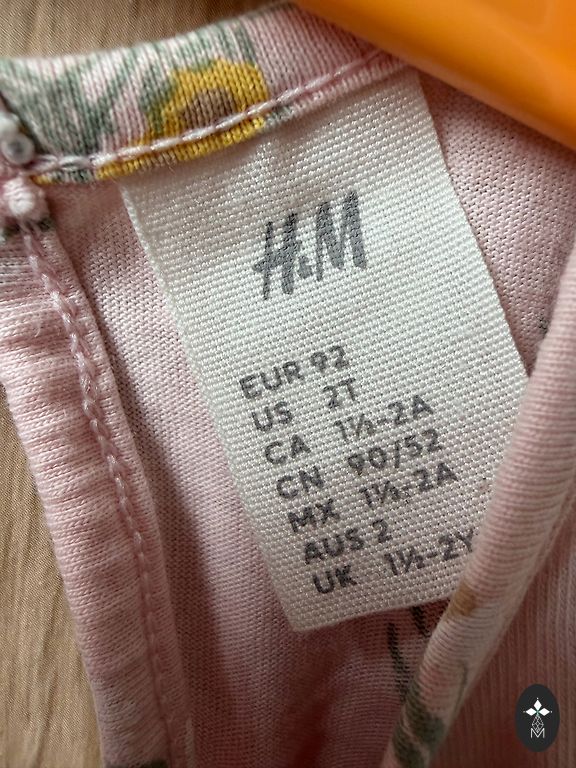 H&M
EUR 92
US 2T
CA 1½-2A
CN 90/52
MX 1½-2A
AUS 2
UK 1½-2Y
M